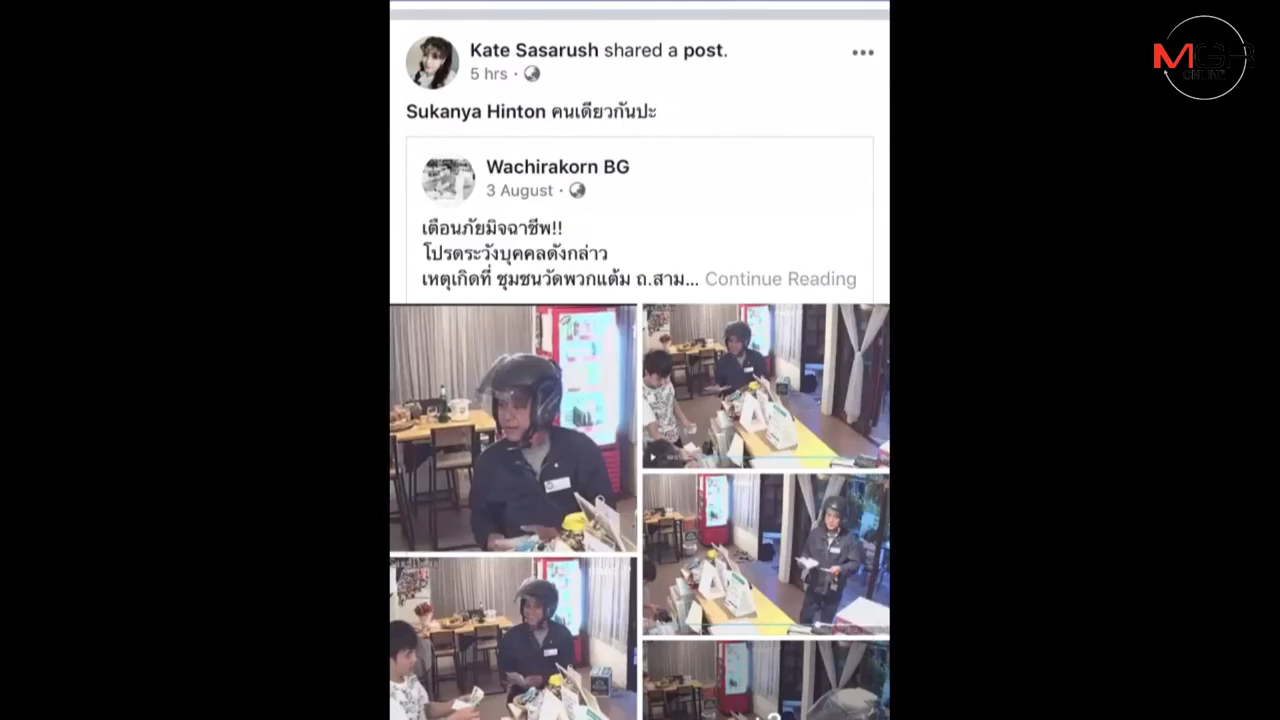 Kate Sasarush shared a post.
5 hrs ·
Sukanya Hinton คนเดียวกันปะ
Wachirakorn BG
3 August ·
เตือนภัยมิจฉาชีพ!!
โปรดระวังบุคคลดังกล่าว
เหตุเกิดที่ ชุมชนวัดพวกแต้ม ถ.สาม... Continue Reading
MGR
ONLINE